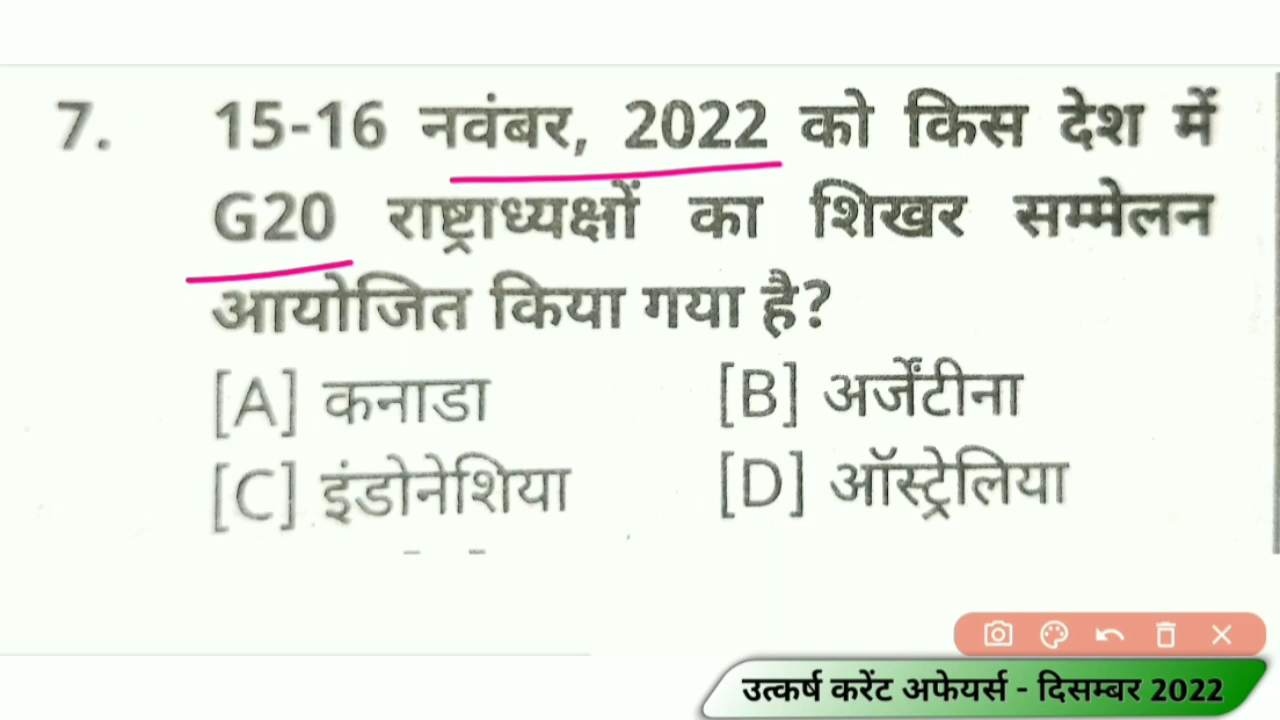 7. 15-16 नवंबर, 2022 को किस देश में
G20 राष्ट्राध्यक्षों का शिखर सम्मेलन
आयोजित किया गया है?
[A] कनाडा [B] अर्जेंटीना
[C] इंडोनेशिया [D] ऑस्ट्रेलिया
उत्कर्ष करेंट अफेयर्स - दिसम्बर 2022